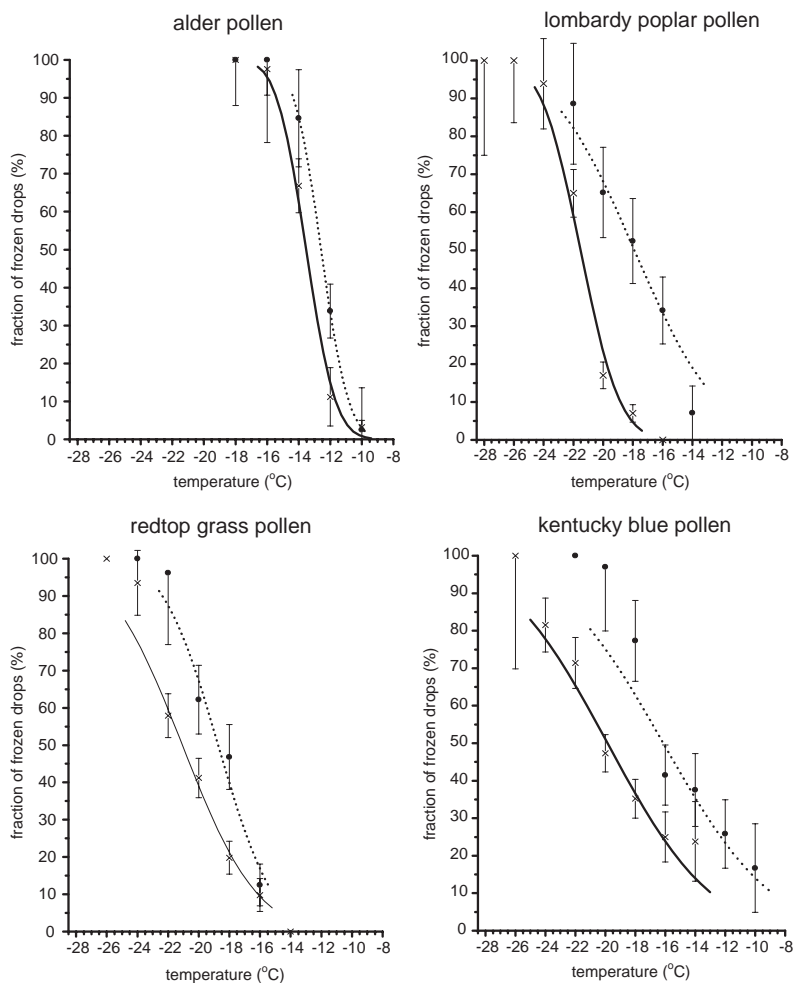 alder pollen
100
90
80
70
60
50
40
30
20
10
0
fraction of frozen drops (%)
-28 -26 -24 -22 -20 -18 -16 -14 -12 -10 -8
temperature (°C)
lombardy poplar pollen
100
90
80
70
60
50
40
30
20
10
0
fraction of frozen drops (%)
-28 -26 -24 -22 -20 -18 -16 -14 -12 -10 -8
temperature (°C)
redtop grass pollen
100
90
80
70
60
50
40
30
20
10
0
fraction of frozen drops (%)
-28 -26 -24 -22 -20 -18 -16 -14 -12 -10 -8
temperature (°C)
kentucky blue pollen
100
90
80
70
60
50
40
30
20
10
0
fraction of frozen drops (%)
-28 -26 -24 -22 -20 -18 -16 -14 -12 -10 -8
temperature (°C)